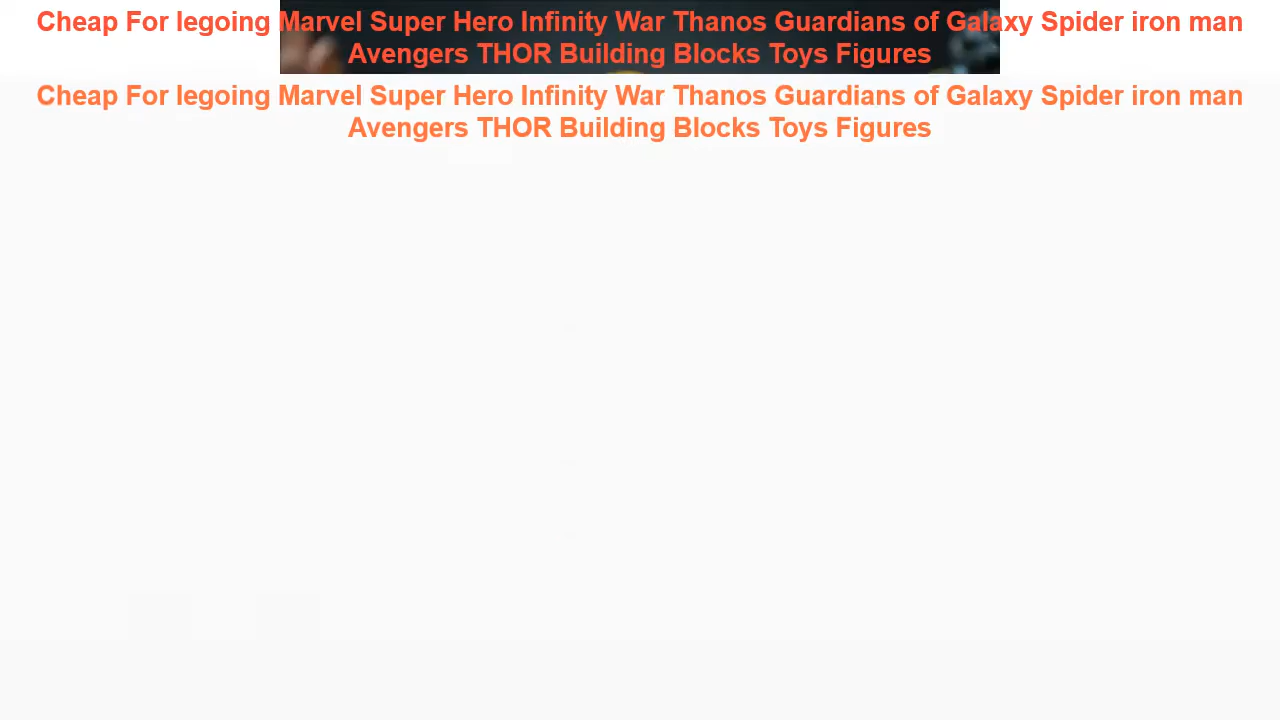 Cheap For legoing Marvel Super Hero Infinity War Thanos Guardians of Galaxy Spider iron man
Avengers THOR Building Blocks Toys Figures
Cheap For legoing Marvel Super Hero Infinity War Thanos Guardians of Galaxy Spider iron man
Avengers THOR Building Blocks Toys Figures